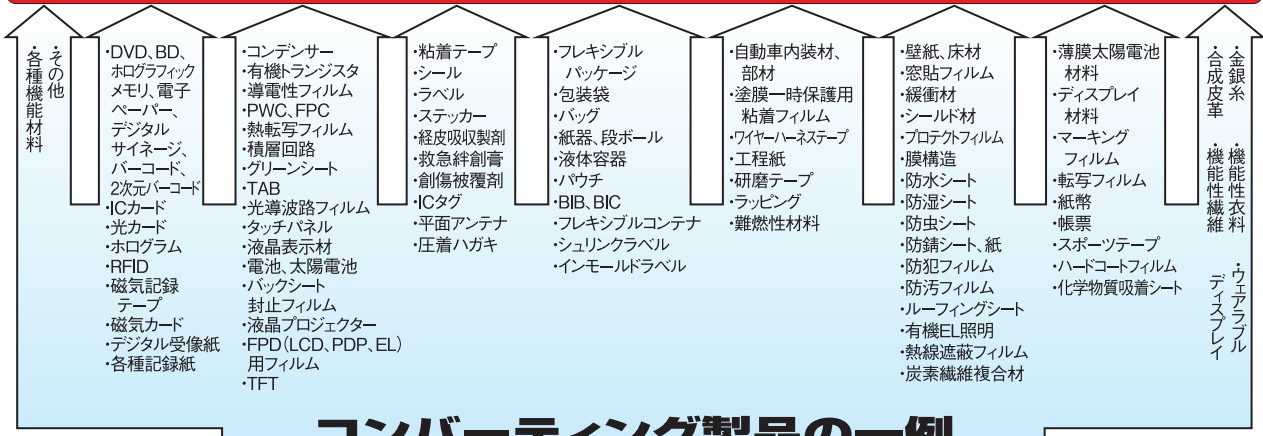 ・その他
・各種機能材料
・DVD、BD、
ホログラフィック
メモリ、電子
ペーパー、
デジタル
サイネージ、
バーコード、
2次元バーコード
・ICカード
・光カード
・ホログラム
・RFID
・磁気記録
テープ
・磁気カード
・デジタル受像紙
・各種記録紙
・コンデンサー
・有機トランジスタ
・導電性フィルム
・PWC、FPC
・熱転写フィルム
・積層回路
・グリーンシート
・TAB
・光導波路フィルム
・タッチパネル
・液晶表示材
・電池、太陽電池
・バックシート
封止フィルム
・液晶プロジェクター
・FPD(LCD、PDP、EL)
用フィルム
・TFT
・粘着テープ
・シール
・ラベル
・ステッカー
・経皮吸収製剤
・救急絆創膏
・創傷被覆剤
・ICタグ
・平面アンテナ
・圧着ハガキ
・フレキシブル
パッケージ
・包装袋
・バッグ
・紙器、段ボール
・液体容器
・パウチ
・BIB、BIC
・フレキシブルコンテナ
・シュリンクラベル
・インモールドラベル
・自動車内装材、
部材
・塗膜一時保護用
粘着フィルム
・ワイヤーハーネステープ
・工程紙
・研磨テープ
・ラッピング
・難燃性材料
・壁紙、床材
・窓貼フィルム
・緩衝材
・シールド材
・プロテクトフィルム
・膜構造
・防水シート
・防湿シート
・防虫シート
・防錆シート、紙
・防犯フィルム
・防汚フィルム
・ルーフィングシート
・有機EL照明
・熱線遮蔽フィルム
・炭素繊維複合材
・薄膜太陽電池
材料
・ディスプレイ
材料
・マーキング
フィルム
・転写フィルム
・紙幣
・帳票
・スポーツテープ
・ハードコートフィルム
・化学物質吸着シート
・金銀糸　・機能性衣料　・ウェアラブル
・合成皮革　・機能性繊維　ディスプレイ
コンバーティング製品の一例